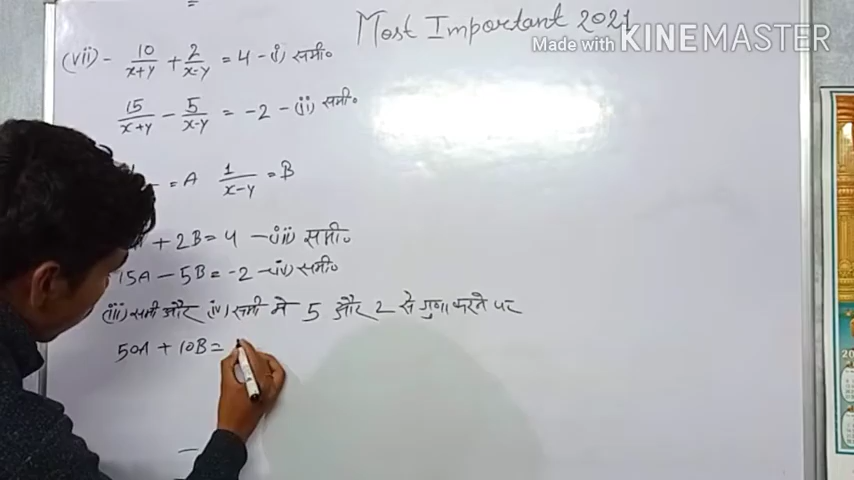 Most Important 2021
Made with KINEMASTER
(vii) - 10/x+y + 2/x-y = 4 - (i) समी०
15/x+y - 5/x-y = -2 - (ii) समी०
= A 1/x-y = B
+ 2B = 4 - (iii) समी०
15A - 5B = -2 - (iv) समी०
(iii) समी और (iv) समी मे 5 और 2 से गुणा करने पर
50A + 10B =